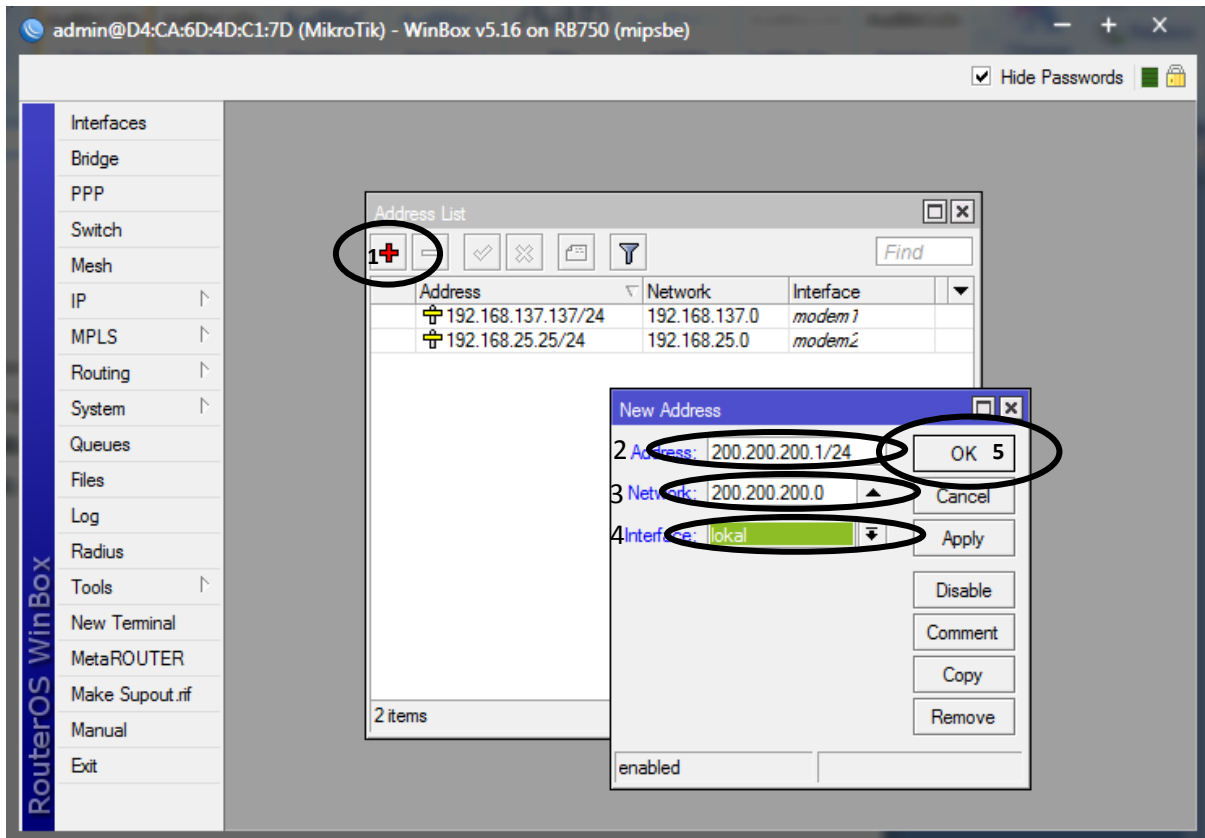 admin@D4:CA:6D:4D:C1:7D (MikroTik) - WinBox v5.16 on RB750 (mipsbe)
Hide Passwords
RouterOS WinBox
Interfaces
Bridge
PPP
Switch
Mesh
IP
MPLS
Routing
System
Queues
Files
Log
Radius
Tools
New Terminal
MetaROUTER
Make Supout.rif
Manual
Exit
Address List
1
Find
Address Network Interface
192.168.137.137/24 192.168.137.0 modem1
192.168.25.25/24 192.168.25.0 modem2
2 items
New Address
2 Address: 200.200.200.1/24
3 Network: 200.200.200.0
4 Interface: lokal
OK 5
Cancel
Apply
Disable
Comment
Copy
Remove
enabled